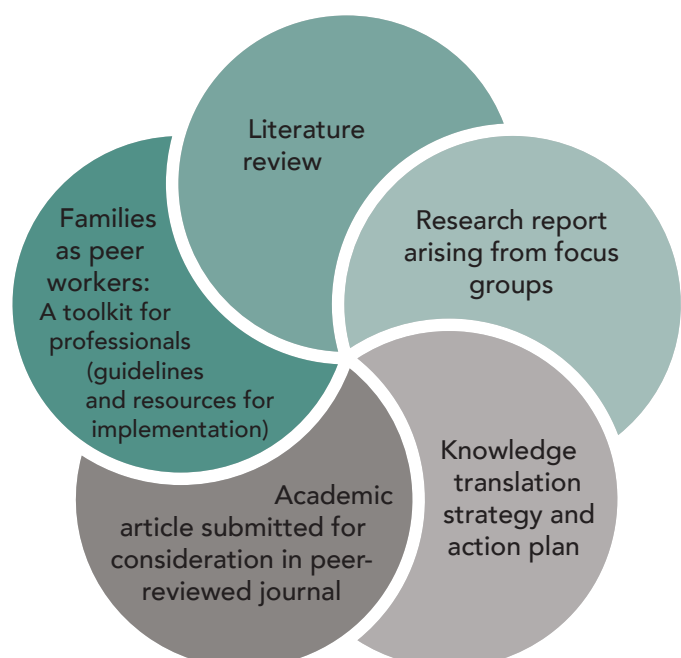 Literature
review
Research report
arising from focus
groups
Knowledge
translation
strategy and
action plan
Academic
article submitted for
consideration in peer-
reviewed journal
Families
as peer
workers:
A toolkit for
professionals
(guidelines
and resources for
implementation)